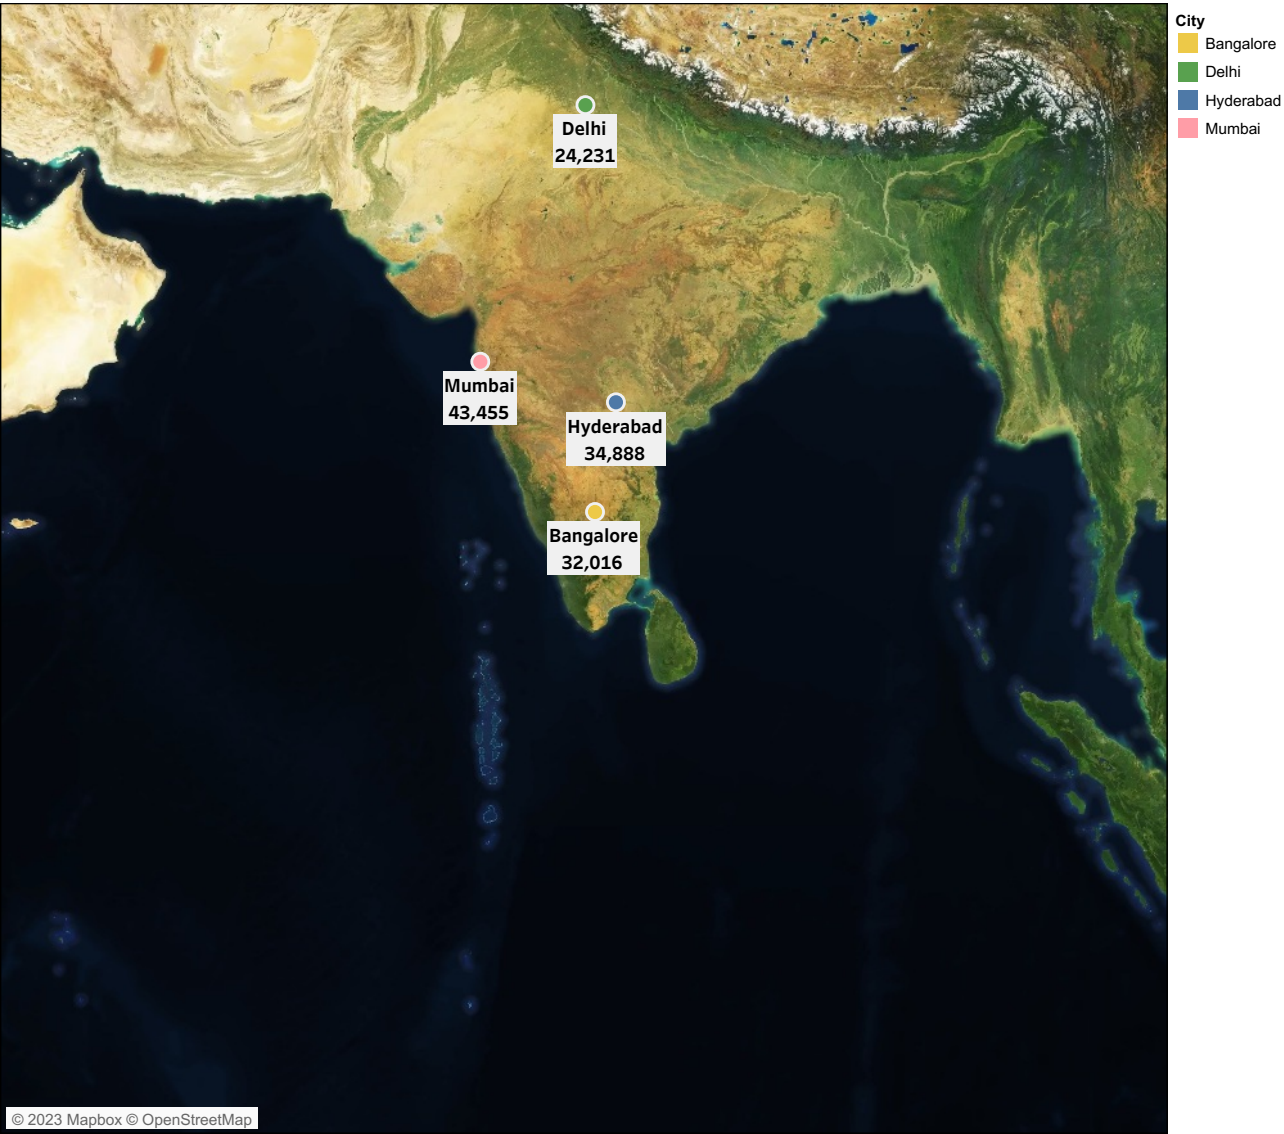 City
Bangalore
Delhi
Hyderabad
Mumbai
Delhi
24,231
Mumbai
43,455
Hyderabad
34,888
Bangalore
32,016
© 2023 Mapbox © OpenStreetMap